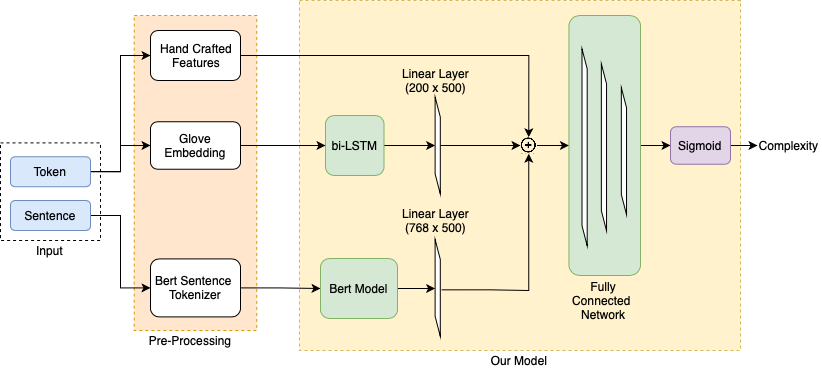 Hand Crafted
Features
Glove
Embedding
Token
Sentence
Input
Bert Sentence
Tokenizer
Pre-Processing
Linear Layer
(200 x 500)
bi-LSTM
Linear Layer
(768 x 500)
Bert Model
+
Fully
Connected
Network
Sigmoid
Complexity
Our Model